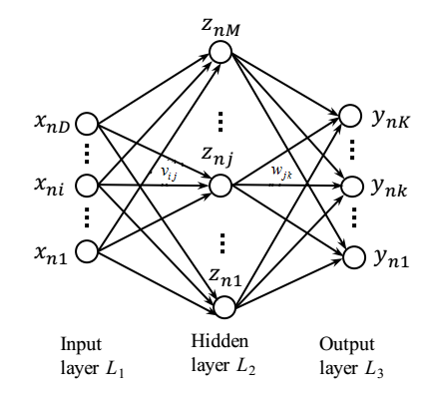 z_{nM}
x_{nD}
y_{nK}
z_{nj}
v_{ij}
w_{jk}
x_{ni}
y_{nk}
x_{n1}
z_{n1}
y_{n1}
Input
layer L_1
Hidden
layer L_2
Output
layer L_3